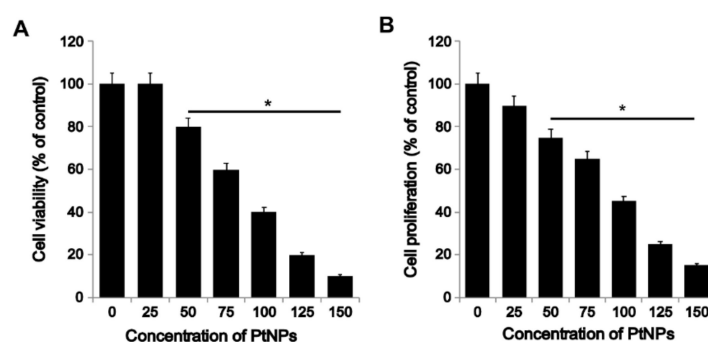 A
Cell viability (% of control)
120
100
80
60
40
20
0
*
0 25 50 75 100 125 150
Concentration of PtNPs
B
Cell proliferation (% of control)
120
100
80
60
40
20
0
*
0 25 50 75 100 125 150
Concentration of PtNPs